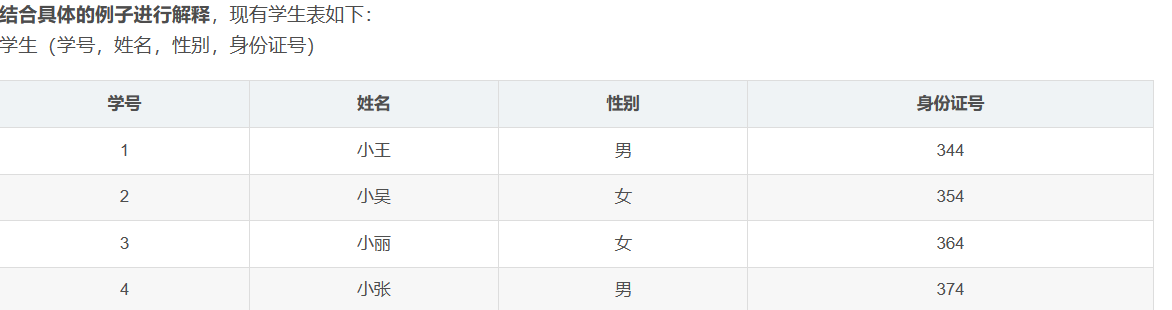 结合具体的例子进行解释，现有学生表如下：
学生（学号，姓名，性别，身份证号）
学号 姓名 性别 身份证号
1 小王 男 344
2 小吴 女 354
3 小丽 女 364
4 小张 男 374